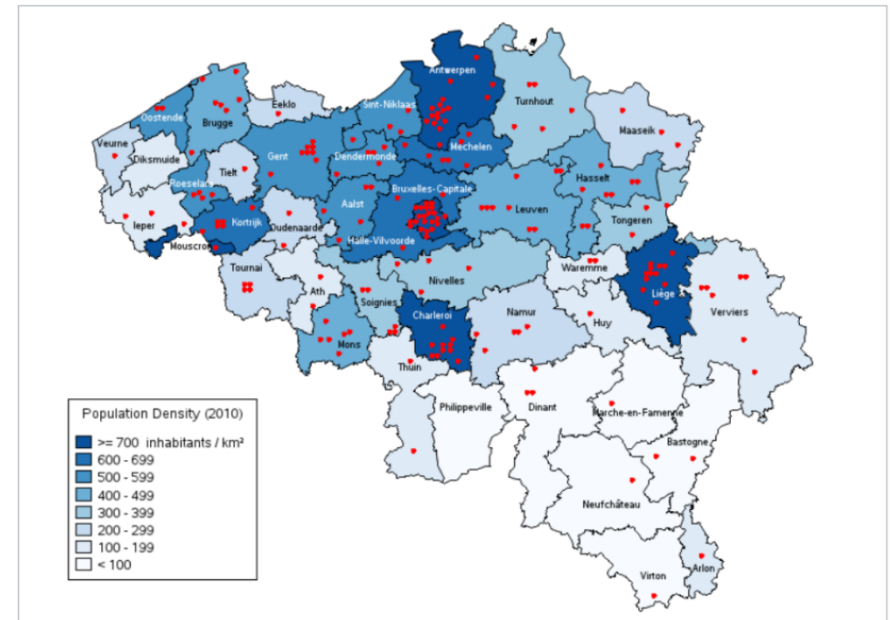 Antwerpen
Turnhout
Oostende
Brugge
Eeklo
Sint-Niklaas
Maaseik
Veurne
Diksmuide
Tielt
Gent
Dendermonde
Mechelen
Hasselt
Roeselare
Bruxelles-Capitale
Aalst
Leuven
Kortrijk
Tongeren
Ieper
Oudenaarde
Halle-Vilvoorde
Mouscron
Tournai
Nivelles
Waremme
Liège
Ath
Soignies
Charleroi
Namur
Verviers
Huy
Mons
Thuin
Population Density (2010)
>= 700 inhabitants / km²
600 - 699
500 - 599
400 - 499
300 - 399
200 - 299
100 - 199
< 100
Philippeville
Dinant
Marche-en-Famenne
Bastogne
Neufchâteau
Virton
Arlon